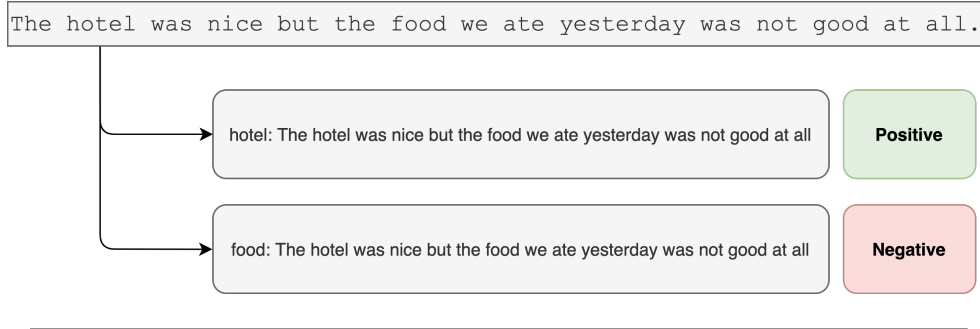 The hotel was nice but the food we ate yesterday was not good at all.
hotel: The hotel was nice but the food we ate yesterday was not good at all
Positive
food: The hotel was nice but the food we ate yesterday was not good at all
Negative